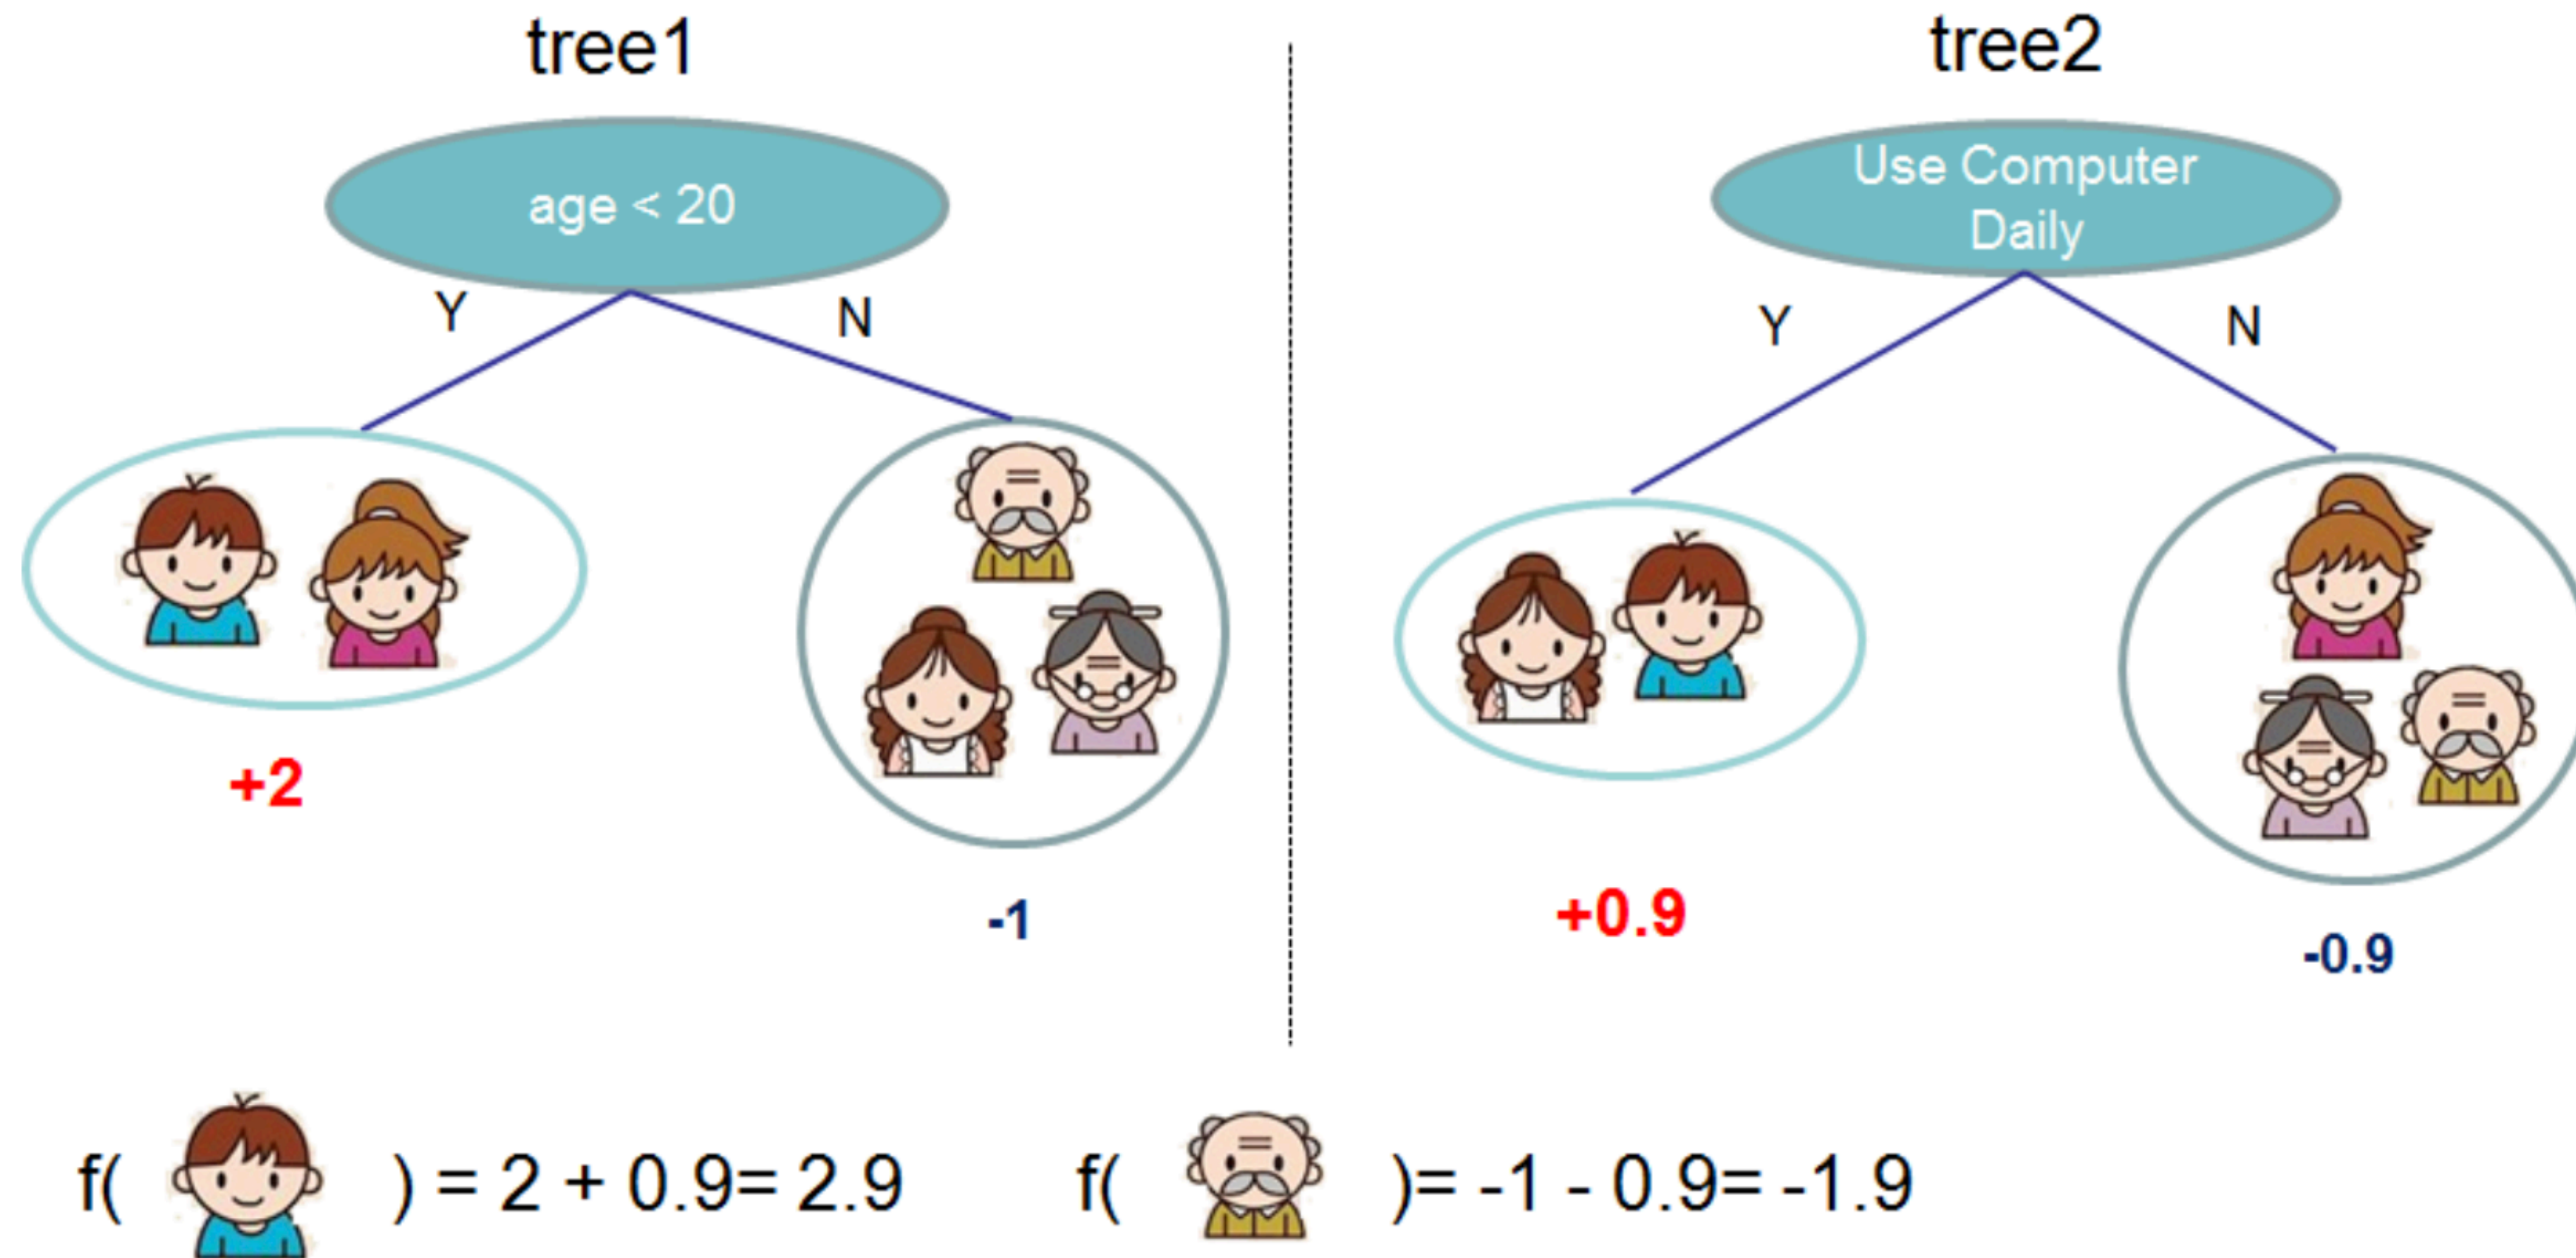 tree1
age < 20
Y
N
+2
-1
tree2
Use Computer
Daily
Y
N
+0.9
-0.9
f( ) = 2 + 0.9= 2.9
f( )= -1 - 0.9= -1.9